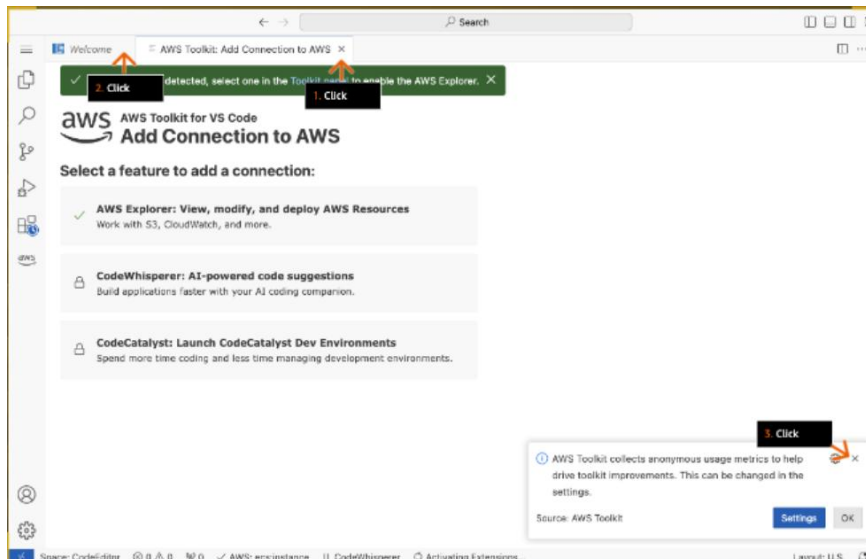 Search
Welcome
AWS Toolkit: Add Connection to AWS
2. Click
detected, select one in the Toolkit panel to enable the AWS Explorer.
1. Click
aws
AWS Toolkit for VS Code
Add Connection to AWS
Select a feature to add a connection:
AWS Explorer: View, modify, and deploy AWS Resources
Work with S3, CloudWatch, and more.
CodeWhisperer: AI-powered code suggestions
Build applications faster with your AI coding companion.
aws
CodeCatalyst: Launch CodeCatalyst Dev Environments
Spend more time coding and less time managing development environments.
3. Click
AWS Toolkit collects anonymous usage metrics to help
drive toolkit improvements. This can be changed in the
settings.
Source: AWS Toolkit
Settings
OK
Space: CodeEditor 0 0 0 AWS: ecs:instance CodeWhisperer Activating Extensions... Layout: U.S.